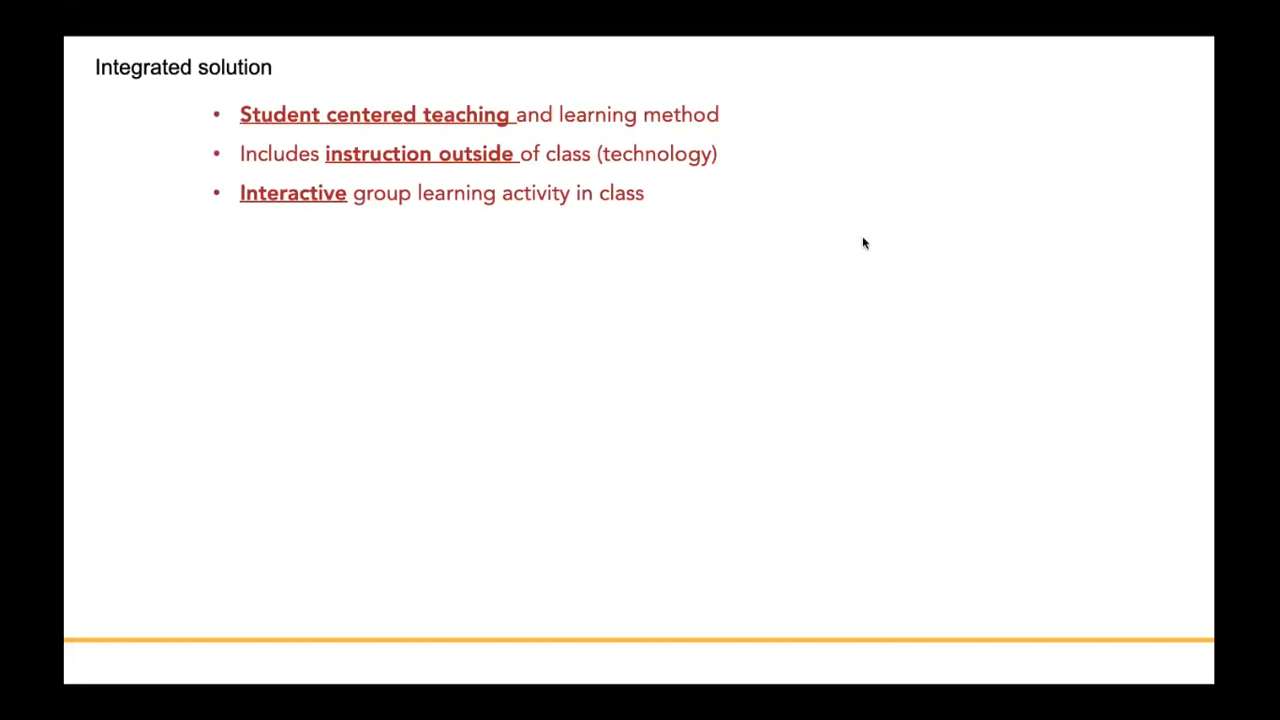 Integrated solution
• Student centered teaching and learning method
• Includes instruction outside of class (technology)
• Interactive group learning activity in class